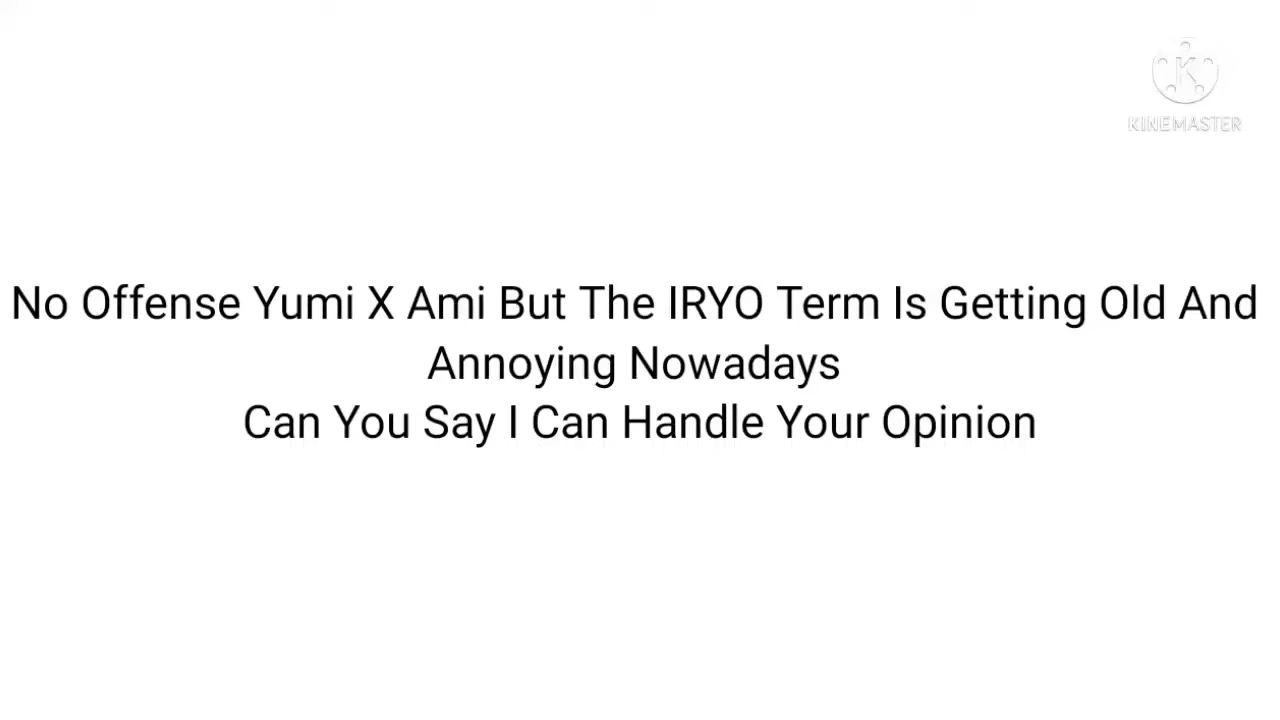 KINEMASTER
No Offense Yumi X Ami But The IRYO Term Is Getting Old And
Annoying Nowadays
Can You Say I Can Handle Your Opinion